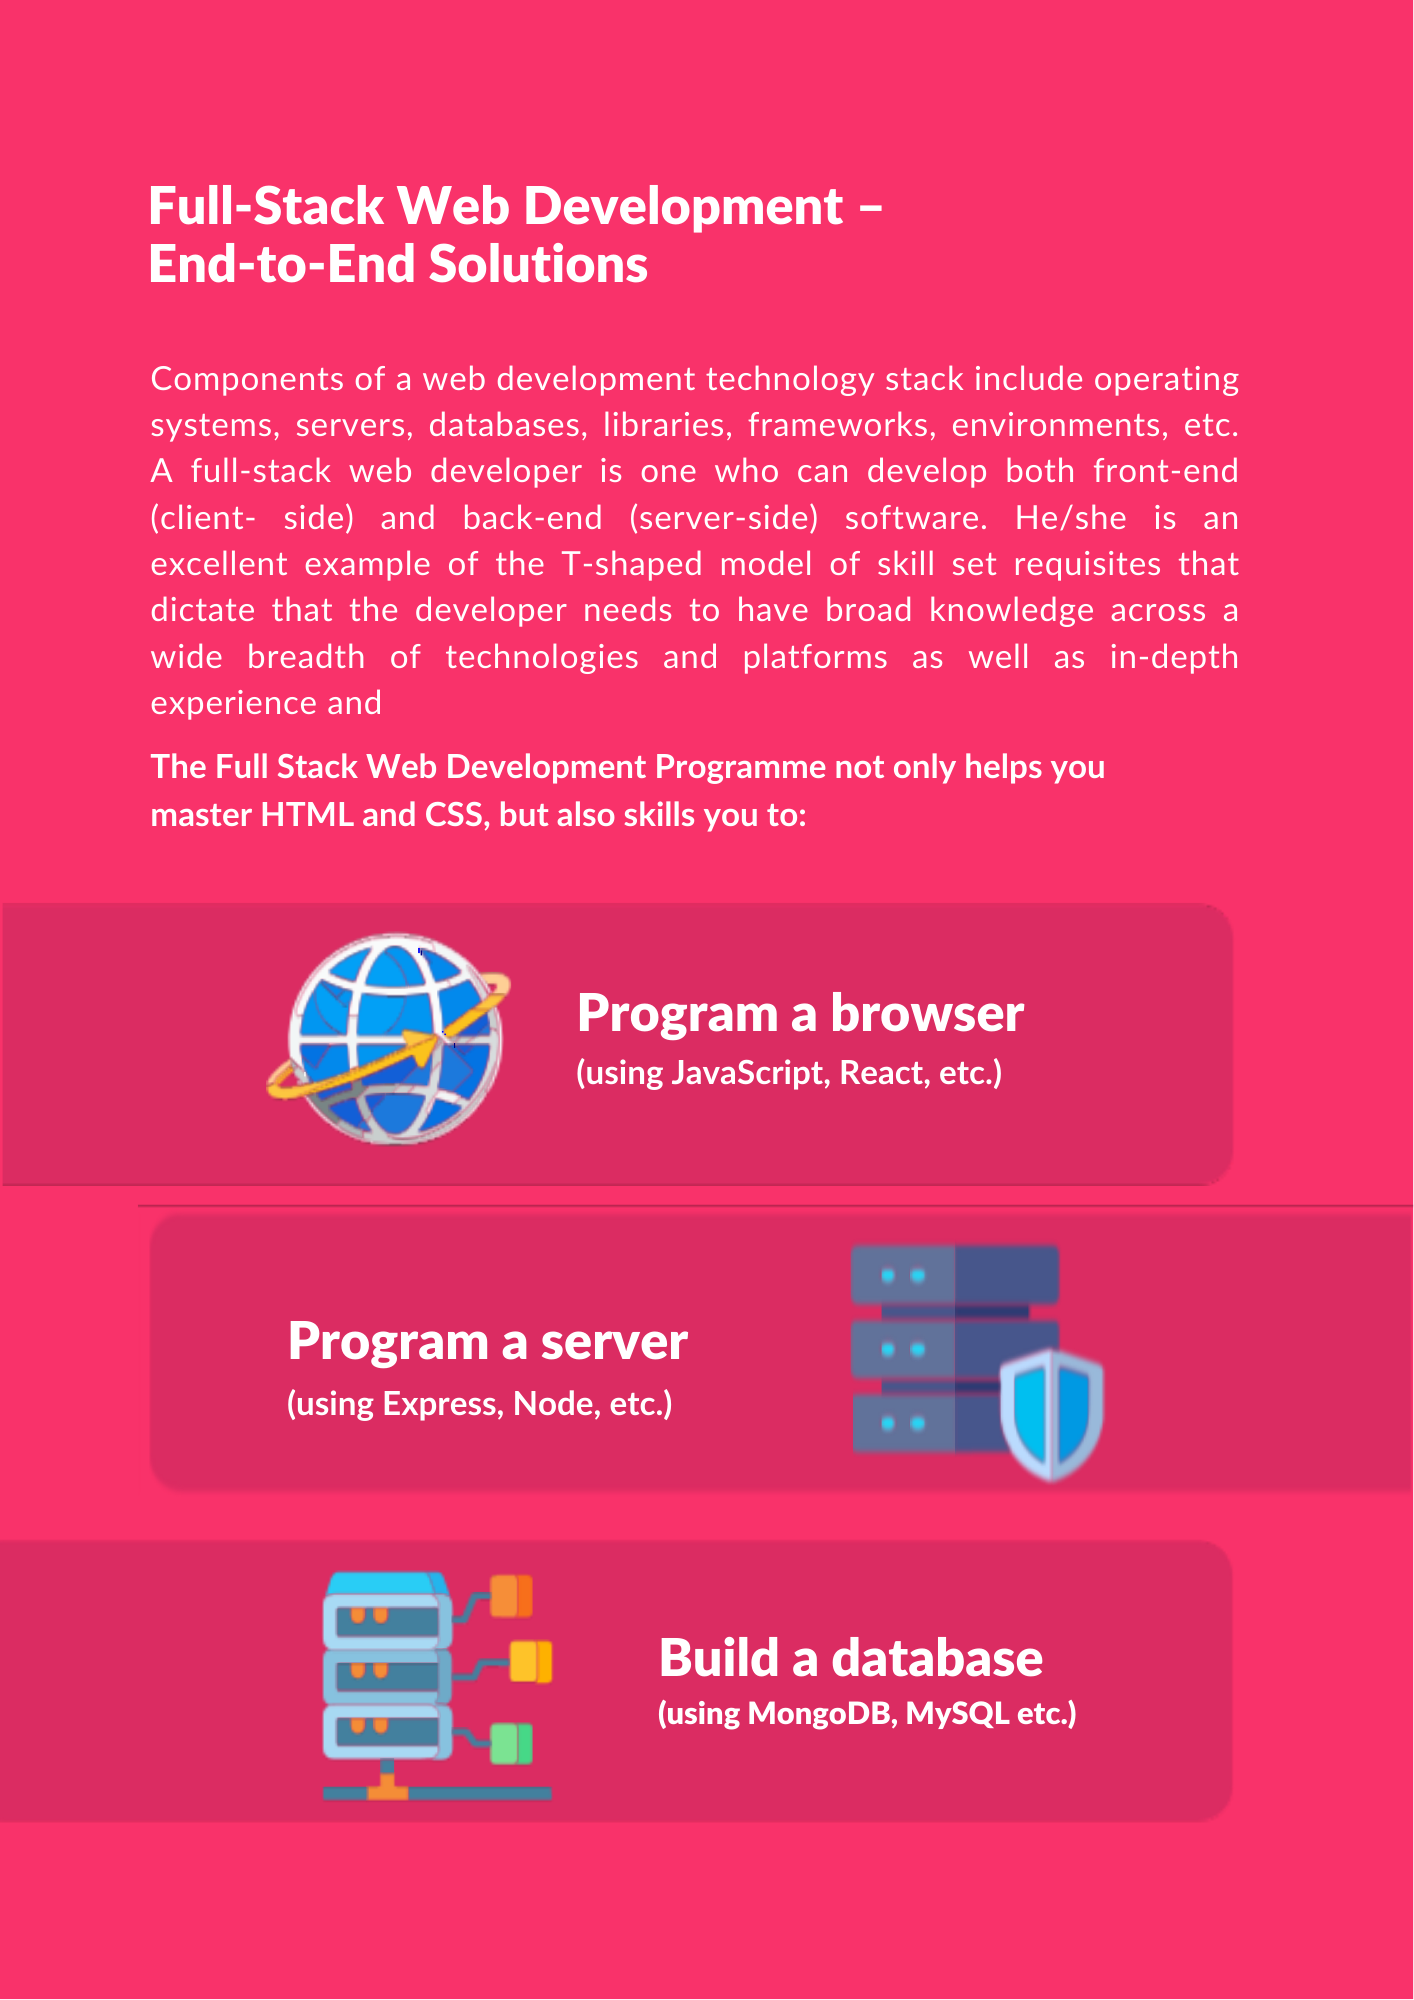 Full-Stack Web Development –
End-to-End Solutions
Components of a web development technology stack include operating
systems, servers, databases, libraries, frameworks, environments, etc.
A full-stack web developer is one who can develop both front-end
(client- side) and back-end (server-side) software. He/she is an
excellent example of the T-shaped model of skill set requisites that
dictate that the developer needs to have broad knowledge across a
wide breadth of technologies and platforms as well as in-depth
experience and
The Full Stack Web Development Programme not only helps you
master HTML and CSS, but also skills you to:
Program a browser
(using JavaScript, React, etc.)
Program a server
(using Express, Node, etc.)
Build a database
(using MongoDB, MySQL etc.)